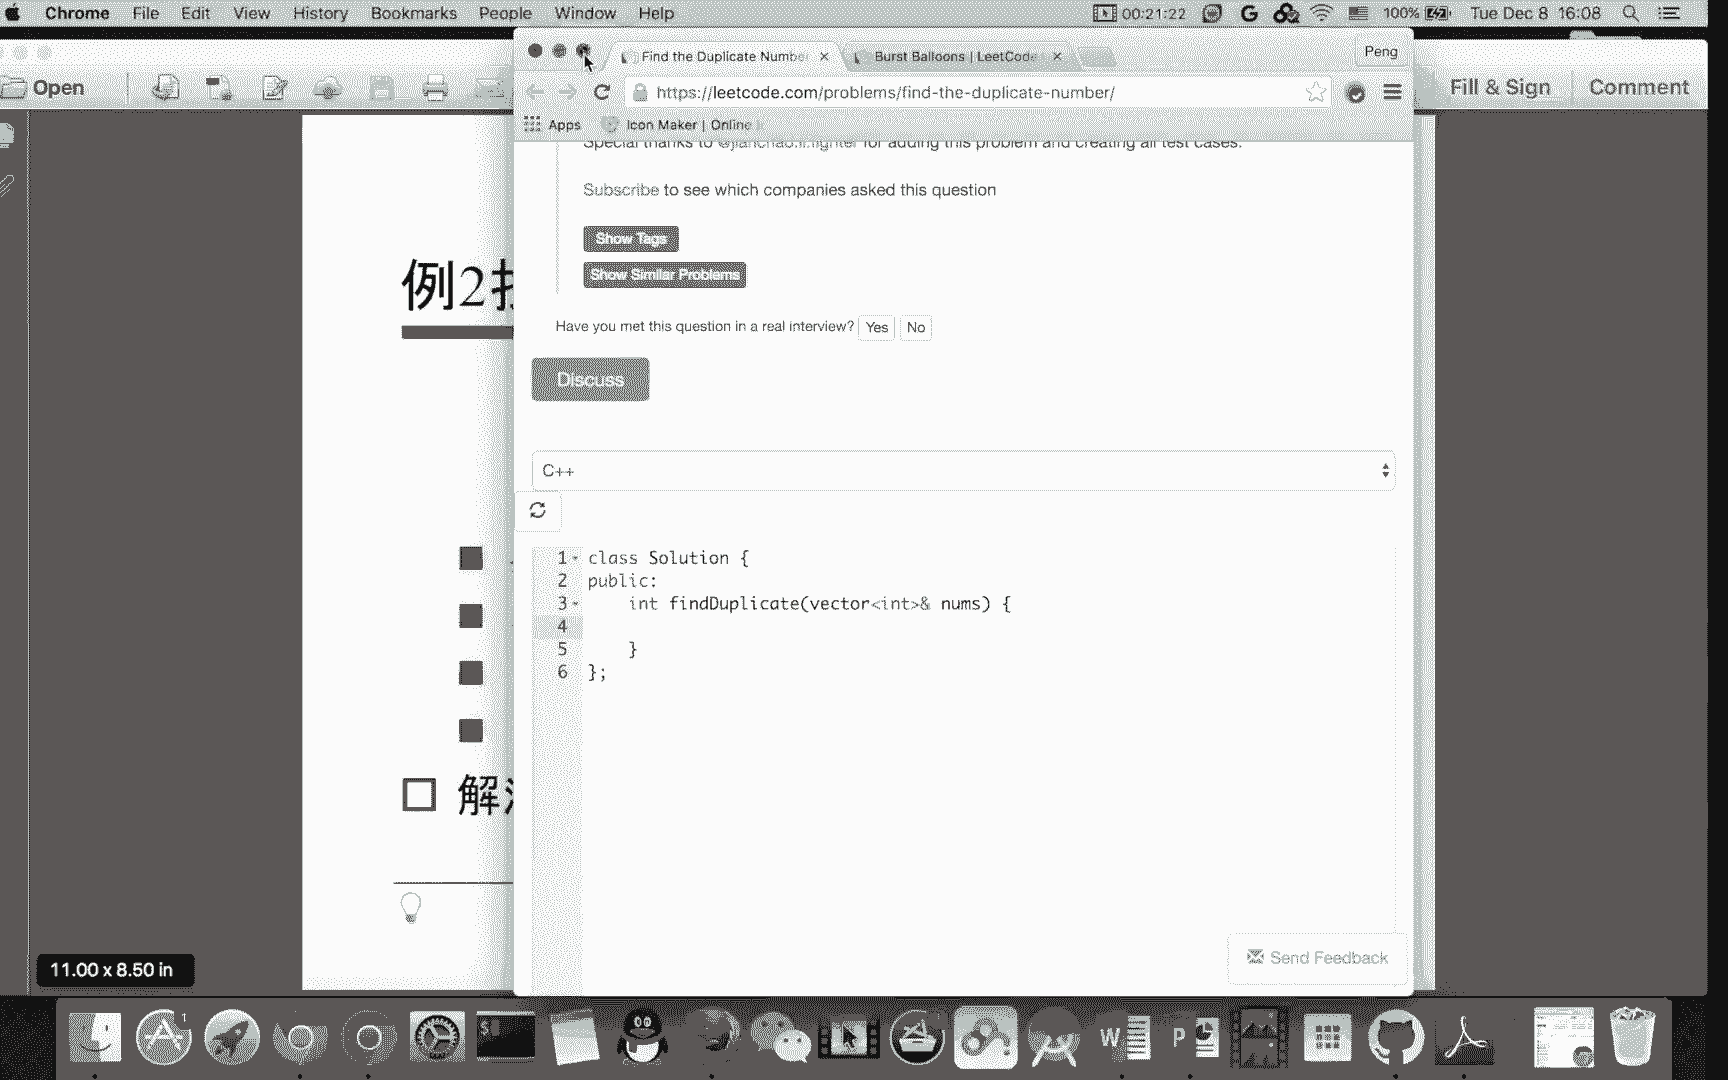 Chrome File Edit View History Bookmarks People Window Help 00:21:22 100% Tue Dec 8 16:08
Find the Duplicate Number Burst Balloons | LeetCode Peng
Open Fill & Sign Comment
https://leetcode.com/problems/find-the-duplicate-number/
Apps Icon Maker | Online
Special thanks to @jianchao.li.fighter for adding this problem and creating all test cases.
Subscribe to see which companies asked this question
Show Tags
Show Similar Problems
例2
Have you met this question in a real interview? Yes No
Discuss
C++
1 class Solution {
2 public:
3 int findDuplicate(vector<int>& nums) {
4
5 }
6 };
解
Send Feedback
11.00 x 8.50 in